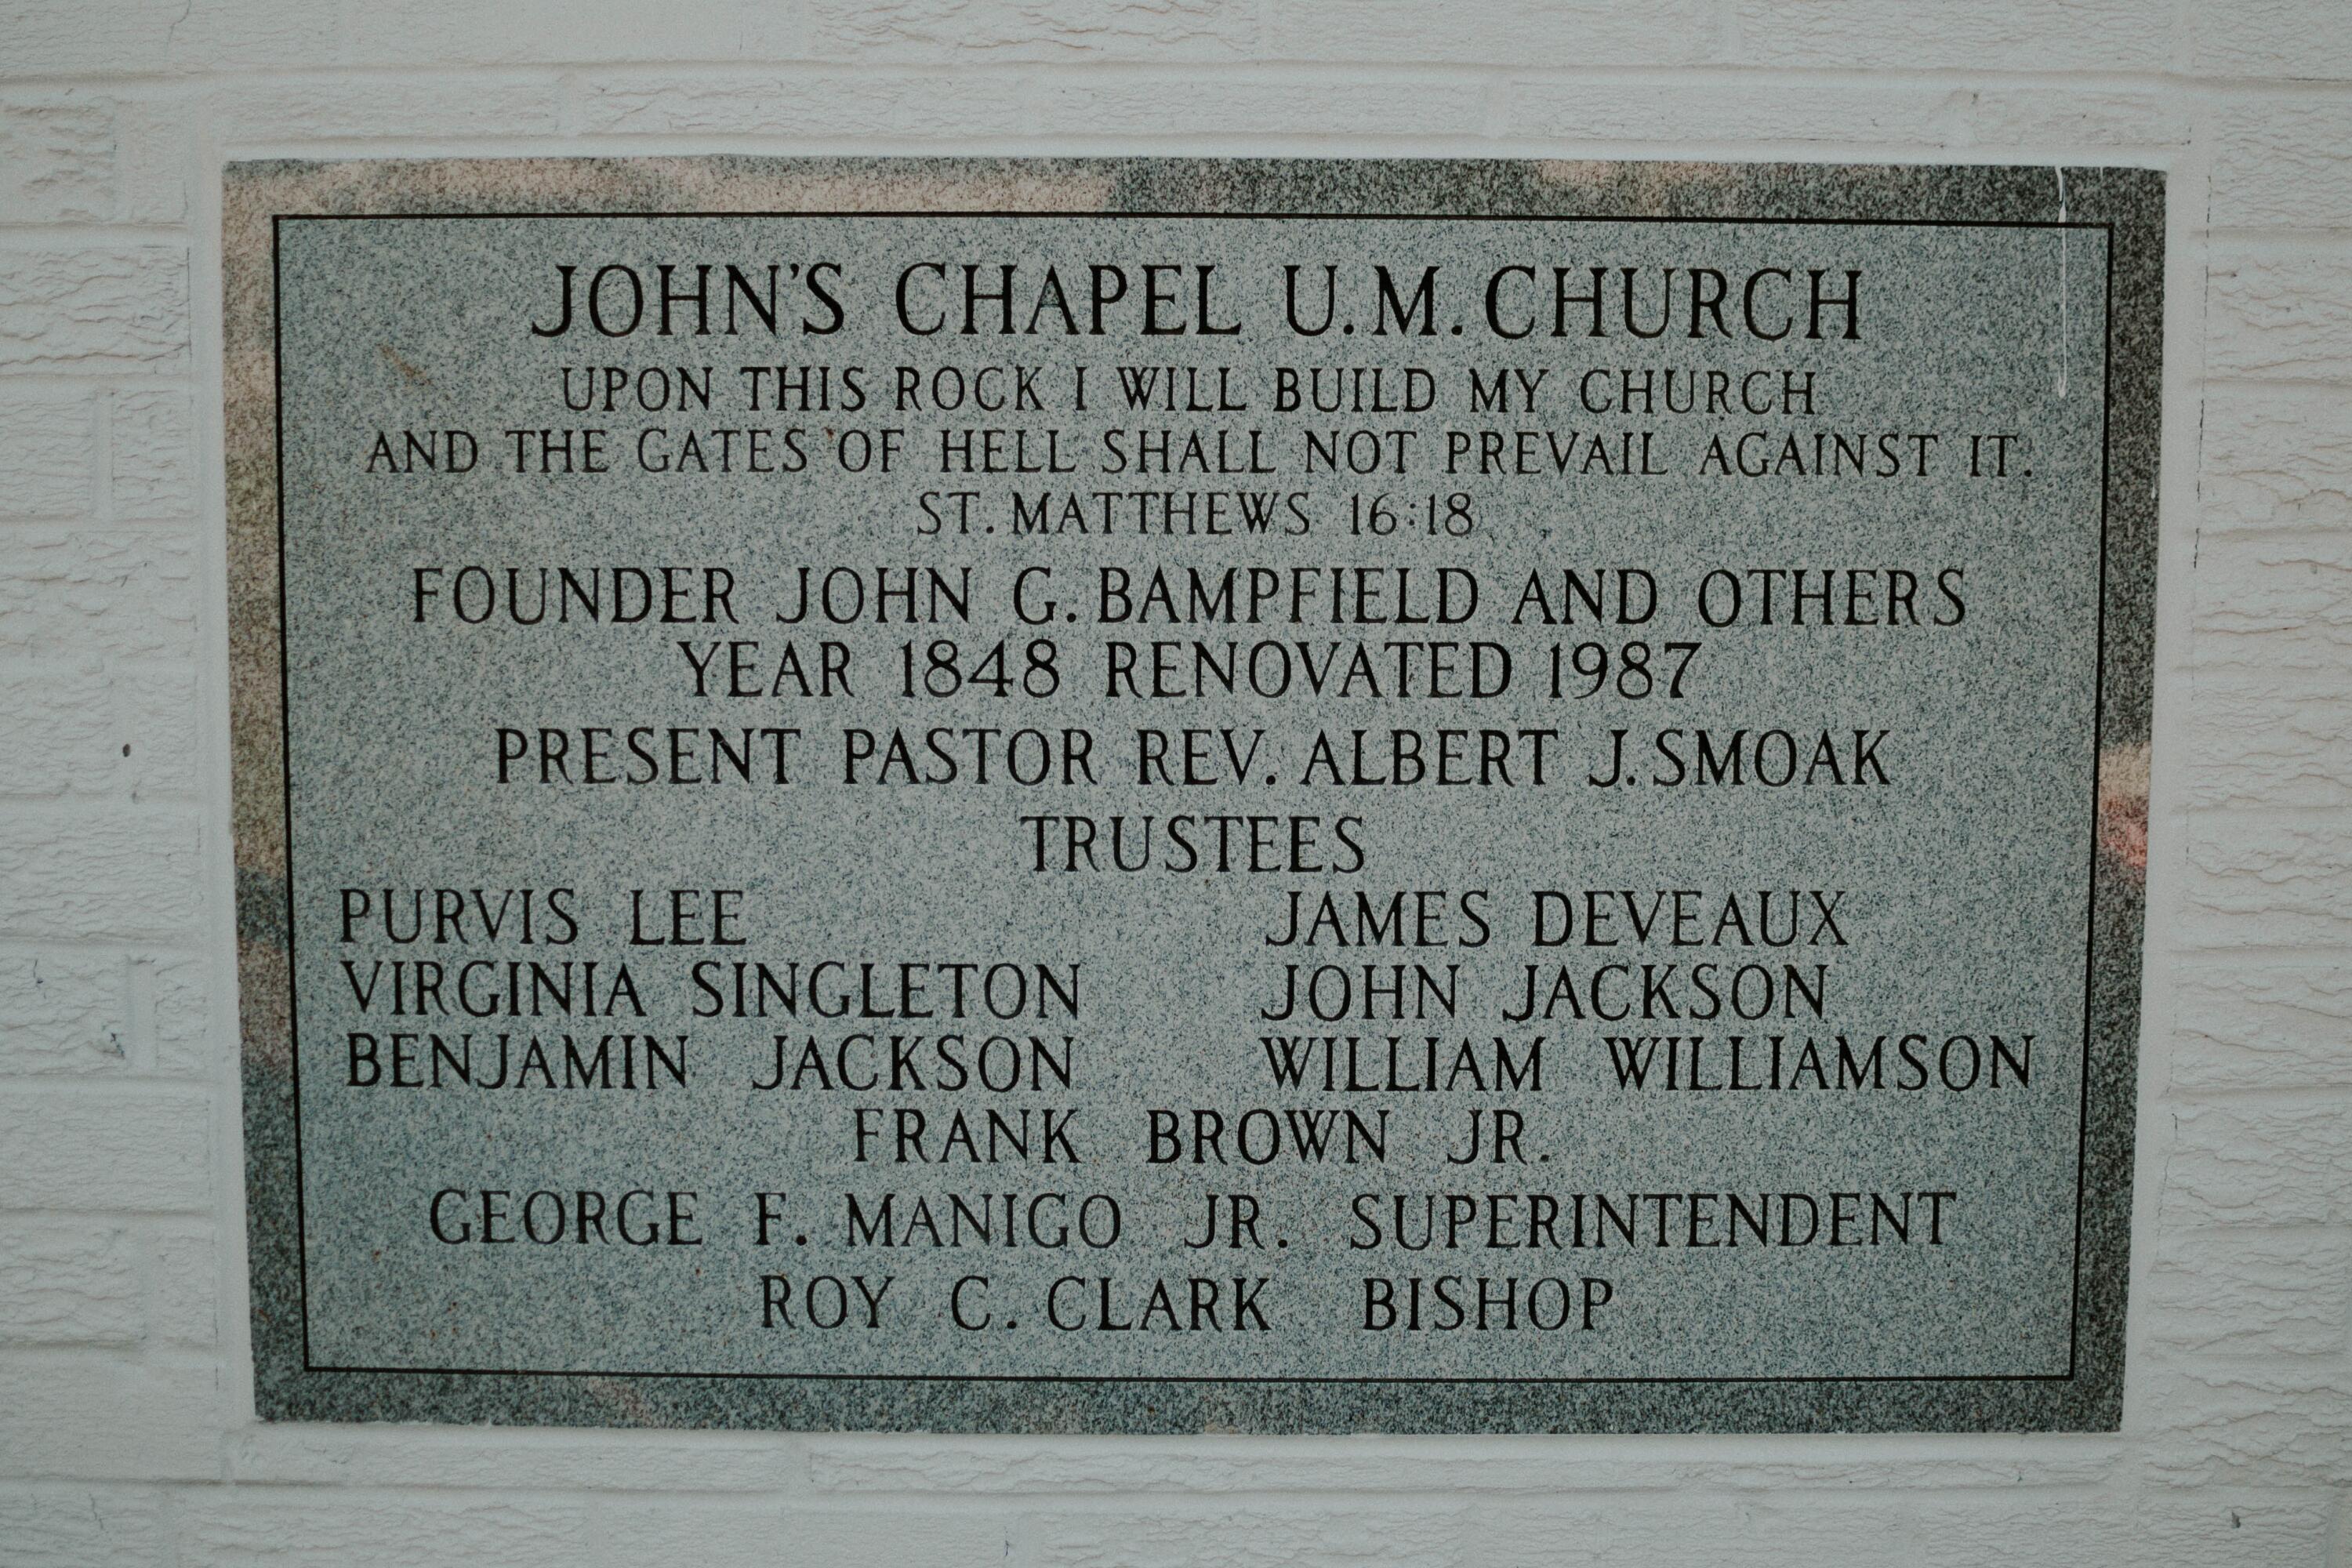 JOHN'S CHAPEL U.M. CHURCH
UPON THIS ROCK I WILL BUILD MY CHURCH
AND THE GATES OF HELL SHALL NOT PREVAIL AGAINST IT.
ST. MATTHEWS 16:18
FOUNDER JOHN G. BAMPFIELD AND OTHERS
YEAR 1848 RENOVATED 1987
PRESENT PASTOR REV. ALBERT J. SMOAK
TRUSTEES
PURVIS LEE JAMES DEVEAUX
VIRGINIA SINGLETON JOHN JACKSON
BENJAMIN JACKSON WILLIAM WILLIAMSON
FRANK BROWN JR.
GEORGE F. MANIGO JR. SUPERINTENDENT
ROY C. CLARK BISHOP